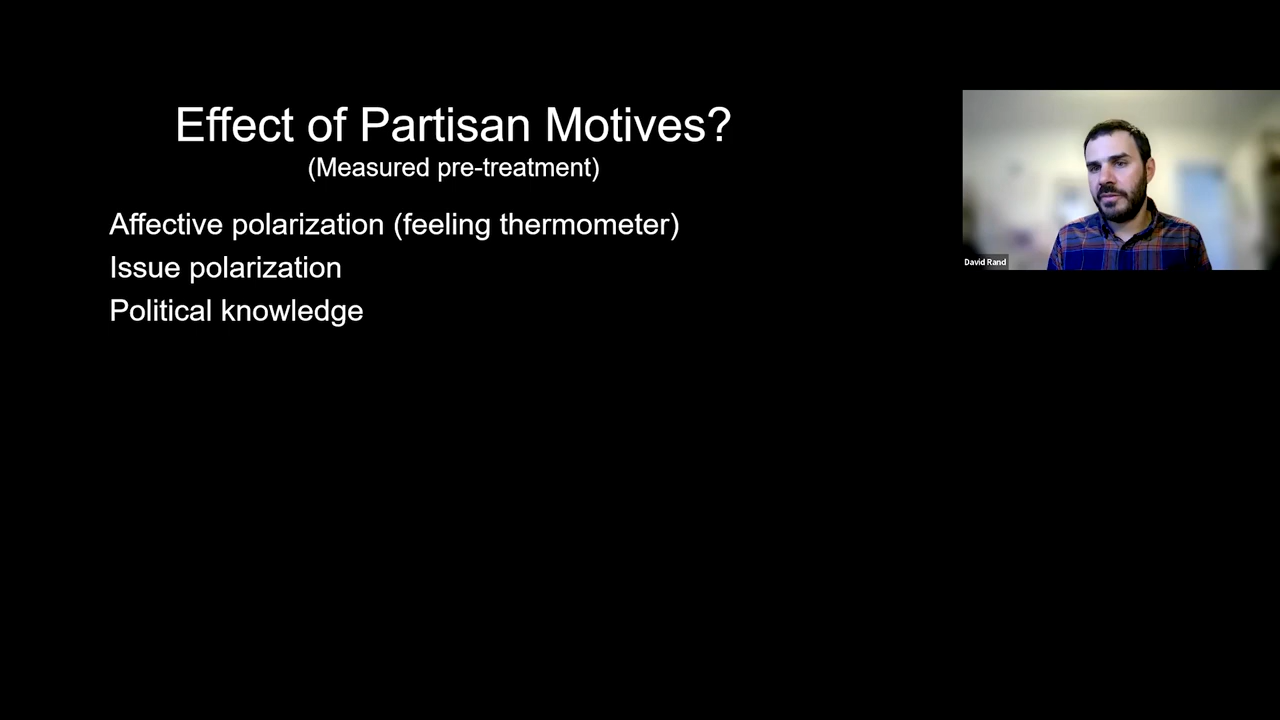 Effect of Partisan Motives?
(Measured pre-treatment)
Affective polarization (feeling thermometer)
Issue polarization
Political knowledge
David Rand